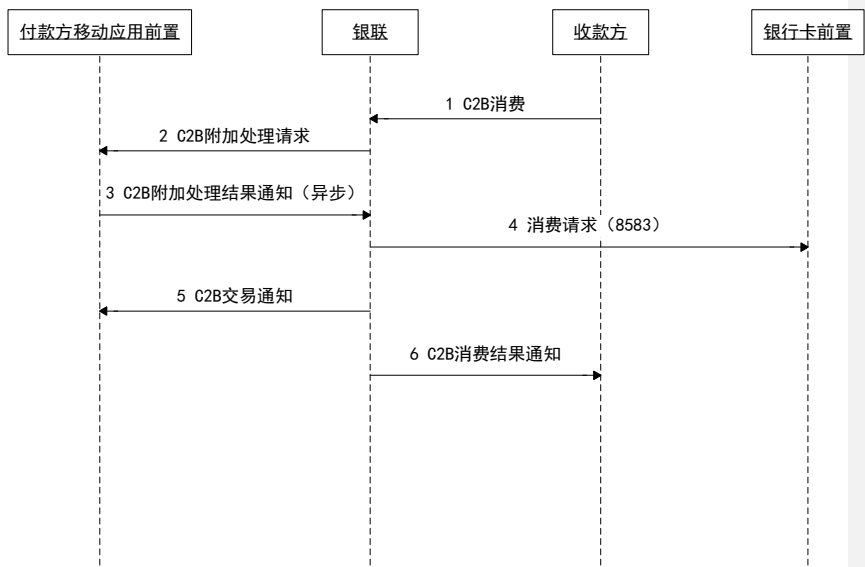 付款方移动应用前置
银联
收款方
银行卡前置
1 C2B消费
2 C2B附加处理请求
3 C2B附加处理结果通知（异步）
4 消费请求（8583）
5 C2B交易通知
6 C2B消费结果通知